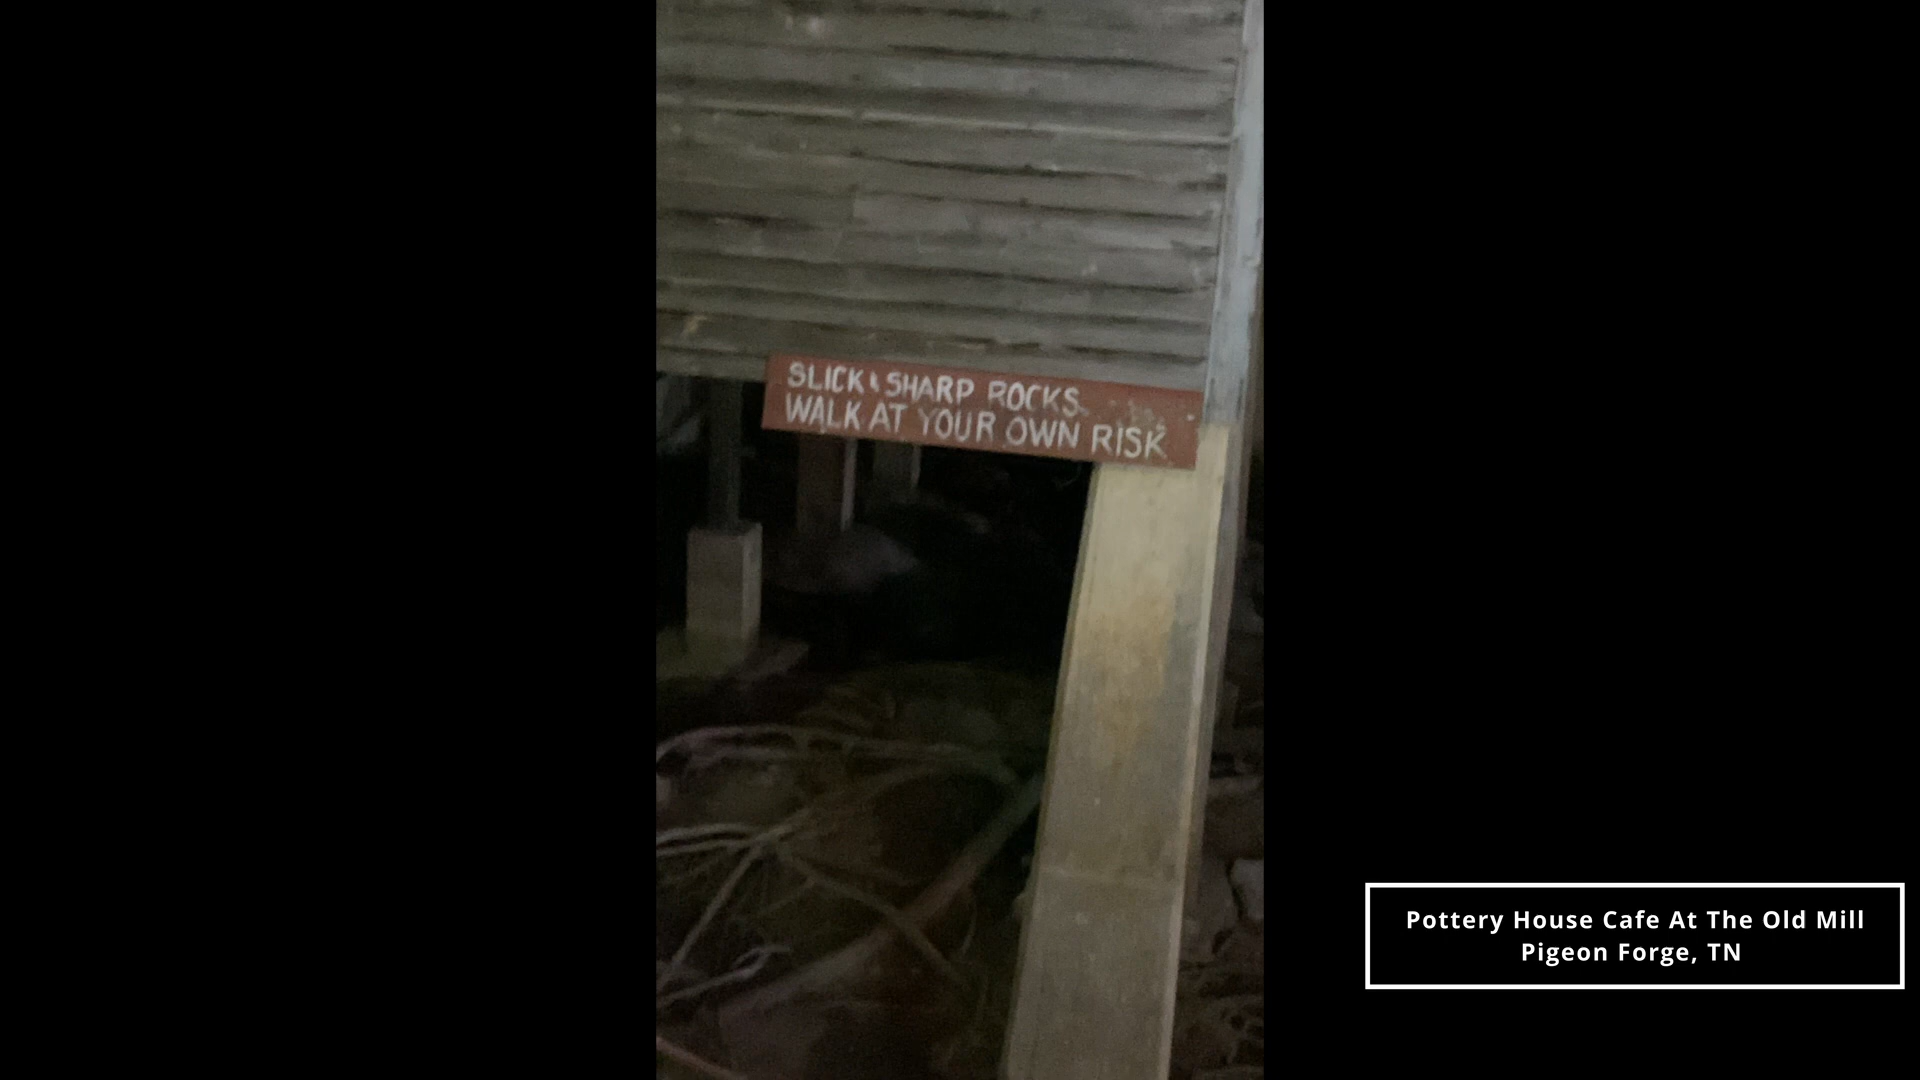 SLICK & SHARP ROCKS
WALK AT YOUR OWN RISK
Pottery House Cafe At The Old Mill
Pigeon Forge, TN